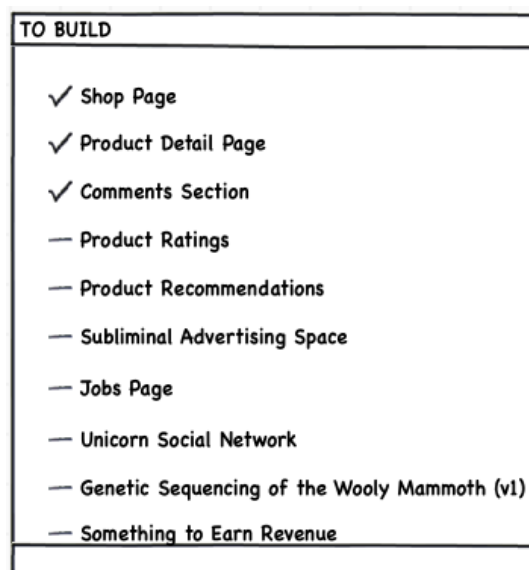 TO BUILD
Shop Page
Product Detail Page
Comments Section
Product Ratings
Product Recommendations
Subliminal Advertising Space
Jobs Page
Unicorn Social Network
Genetic Sequencing of the Wooly Mammoth (v1)
Something to Earn Revenue